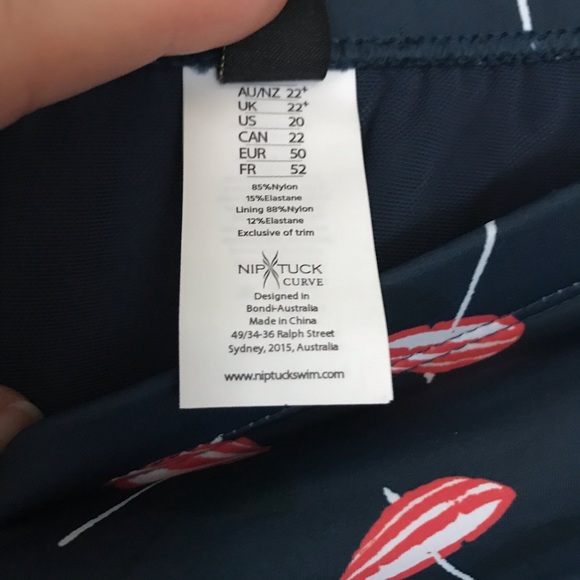 AU/NZ 22+
UK 22+
US 20
CAN 22
EUR 50
FR 52
85%Nylon
15%Elastane
Lining 88%Nylon
12%Elastane
Exclusive of trim
NIP TUCK
CURVE
Designed in
Bondi-Australia
Made in China
49/34-36 Ralph Street
Sydney, 2015, Australia
www.niptuckswim.com